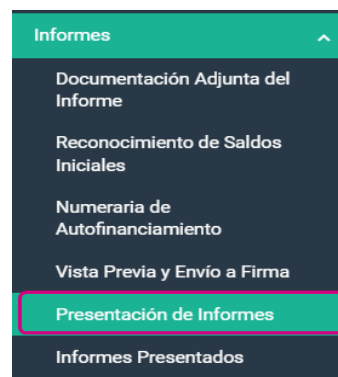 Informes
Documentación Adjunta del
Informe
Reconocimiento de Saldos
Iniciales
Numeraria de
Autofinanciamiento
Vista Previa y Envío a Firma
Presentación de Informes
Informes Presentados